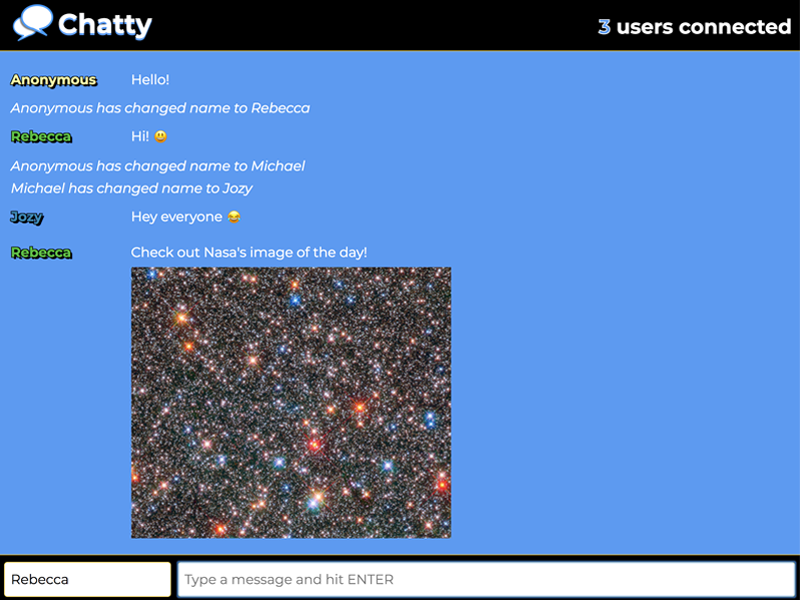 Chatty
3 users connected
Anonymous Hello!
Anonymous has changed name to Rebecca
Rebecca Hi! 😃
Anonymous has changed name to Michael
Michael has changed name to Jozy
Jozy Hey everyone 😂
Rebecca Check out Nasa's image of the day!
Rebecca Type a message and hit ENTER